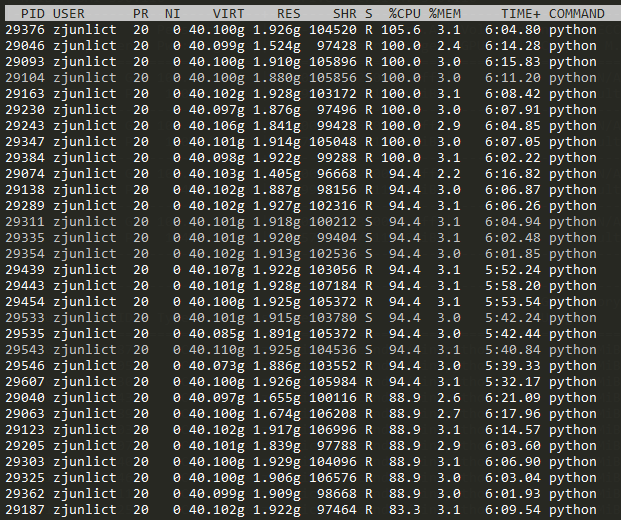 PID USER PR NI VIRT RES SHR S %CPU %MEM TIME+ COMMAND
29376 zjunlict 20 0 40.100g 1.926g 104520 R 105.6 3.1 6:04.80 python
29046 zjunlict 20 0 40.099g 1.524g 97428 R 100.0 2.4 6:14.28 python
29093 zjunlict 20 0 40.100g 1.910g 105896 R 100.0 3.0 6:15.83 python
29104 zjunlict 20 0 40.100g 1.880g 105856 S 100.0 3.0 6:11.20 python
29163 zjunlict 20 0 40.102g 1.928g 103172 R 100.0 3.1 6:08.42 python
29230 zjunlict 20 0 40.097g 1.876g 97496 R 100.0 3.0 6:07.91 python
29243 zjunlict 20 0 40.106g 1.841g 99428 R 100.0 2.9 6:04.85 python
29347 zjunlict 20 0 40.101g 1.914g 105048 R 100.0 3.0 6:07.05 python
29384 zjunlict 20 0 40.098g 1.922g 99288 R 100.0 3.1 6:02.22 python
29074 zjunlict 20 0 40.103g 1.405g 96668 R 94.4 2.2 6:16.82 python
29138 zjunlict 20 0 40.102g 1.887g 98156 R 94.4 3.0 6:06.87 python
29289 zjunlict 20 0 40.102g 1.927g 102316 R 94.4 3.1 6:06.26 python
29311 zjunlict 20 0 40.101g 1.918g 100212 S 94.4 3.1 6:04.94 python
29335 zjunlict 20 0 40.101g 1.920g 99404 S 94.4 3.1 6:02.48 python
29354 zjunlict 20 0 40.102g 1.913g 102536 S 94.4 3.0 6:01.85 python
29439 zjunlict 20 0 40.107g 1.922g 103056 R 94.4 3.1 5:52.24 python
29443 zjunlict 20 0 40.101g 1.928g 107184 R 94.4 3.1 5:58.20 python
29454 zjunlict 20 0 40.100g 1.925g 105372 R 94.4 3.1 5:53.54 python
29533 zjunlict 20 0 40.101g 1.915g 103780 S 94.4 3.0 5:42.24 python
29535 zjunlict 20 0 40.085g 1.891g 105372 R 94.4 3.0 5:42.44 python
29543 zjunlict 20 0 40.110g 1.925g 104536 S 94.4 3.1 5:40.84 python
29546 zjunlict 20 0 40.073g 1.886g 103552 R 94.4 3.0 5:39.33 python
29607 zjunlict 20 0 40.100g 1.926g 105984 R 94.4 3.1 5:32.17 python
29040 zjunlict 20 0 40.097g 1.655g 100116 R 88.9 2.6 6:21.09 python
29063 zjunlict 20 0 40.100g 1.674g 106208 R 88.9 2.7 6:17.96 python
29123 zjunlict 20 0 40.102g 1.917g 106996 R 88.9 3.1 6:14.57 python
29205 zjunlict 20 0 40.101g 1.839g 97788 R 88.9 2.9 6:03.60 python
29303 zjunlict 20 0 40.100g 1.929g 104096 R 88.9 3.1 6:06.90 python
29325 zjunlict 20 0 40.100g 1.906g 106576 R 88.9 3.0 6:03.04 python
29362 zjunlict 20 0 40.099g 1.909g 98668 R 88.9 3.0 6:01.93 python
29187 zjunlict 20 0 40.102g 1.922g 97464 R 83.3 3.1 6:09.54 python